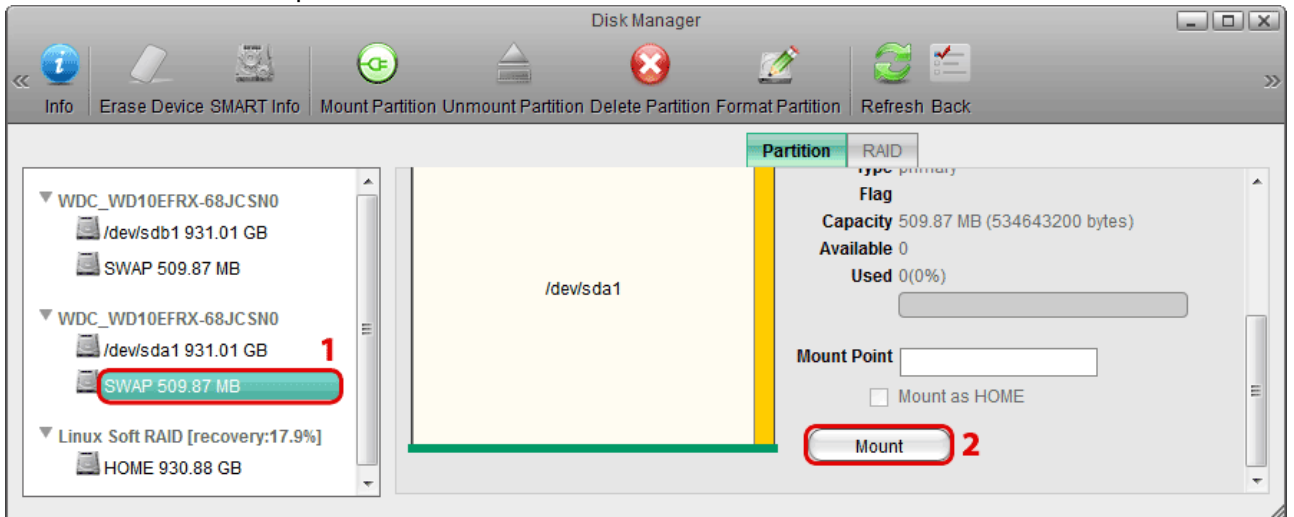 Disk Manager
Info Erase Device SMART Info Mount Partition Unmount Partition Delete Partition Format Partition Refresh Back
Partition RAID
WDC_WD10EFRX-68JCSN0
/dev/sdb1 931.01 GB
SWAP 509.87 MB
WDC_WD10EFRX-68JCSN0
/dev/sda1 931.01 GB 1
SWAP 509.87 MB
Linux Soft RAID [recovery:17.9%]
HOME 930.88 GB
/dev/sda1
Type primary
Flag
Capacity 509.87 MB (534643200 bytes)
Available 0
Used 0(0%)
Mount Point
Mount as HOME
Mount 2